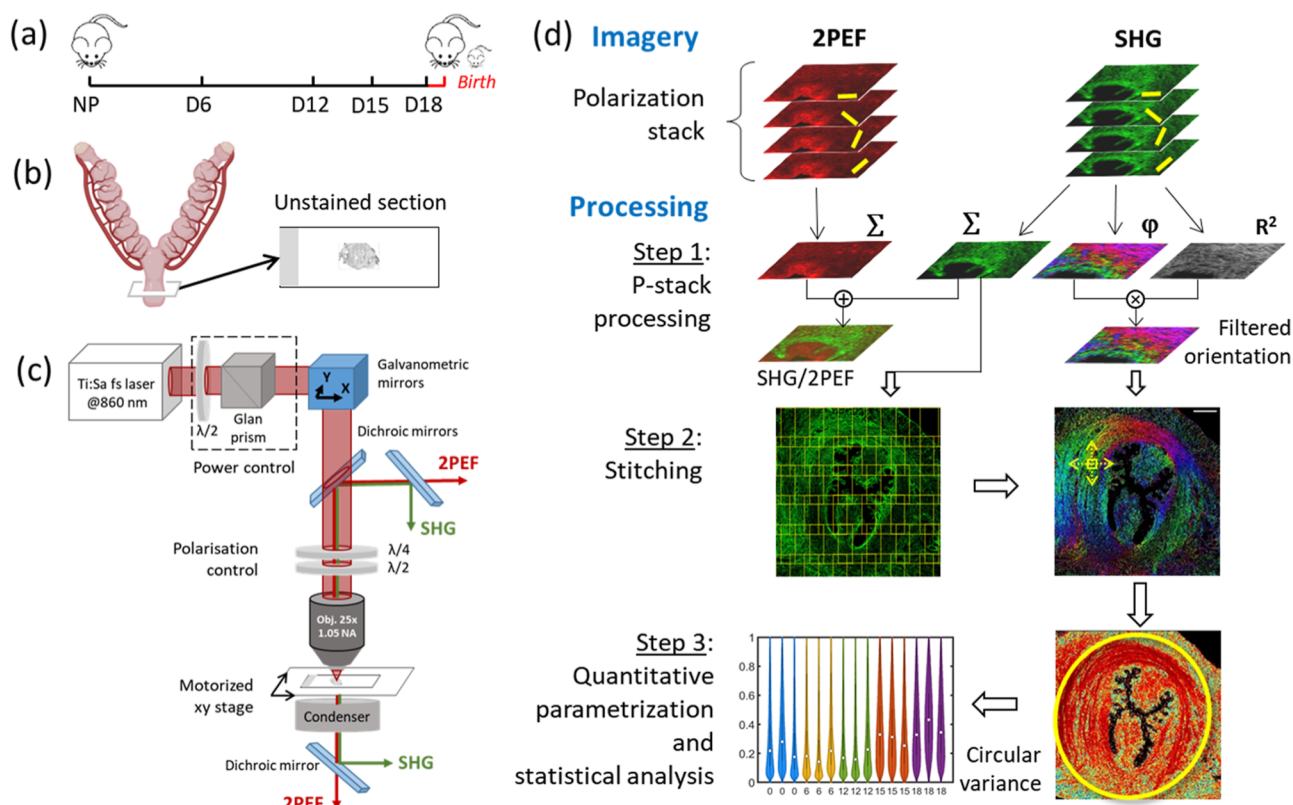 (a)
NP
D6
D12
D15
D18
Birth
(b)
Unstained section
(c)
Ti:Sa fs laser
@860 nm
λ/2
Glan
prism
Power control
Y
X
Galvanometric
mirrors
Dichroic mirrors
2PEF
SHG
Polarisation
control
λ/4
λ/2
Obj. 25x
1.05 NA
Motorized
xy stage
Condenser
Dichroic mirror
SHG
2PEF
(d)
Imagery
2PEF
SHG
Polarization
stack
Processing
Step 1:
P-stack
processing
Σ
Σ
φ
R²
SHG/2PEF
Filtered
orientation
Step 2:
Stitching
Step 3:
Quantitative
parametrization
and
statistical analysis
1
0.8
0.6
0.4
0.2
0
0 0 0 6 6 6 12 12 12 15 15 15 18 18 18
Circular
variance